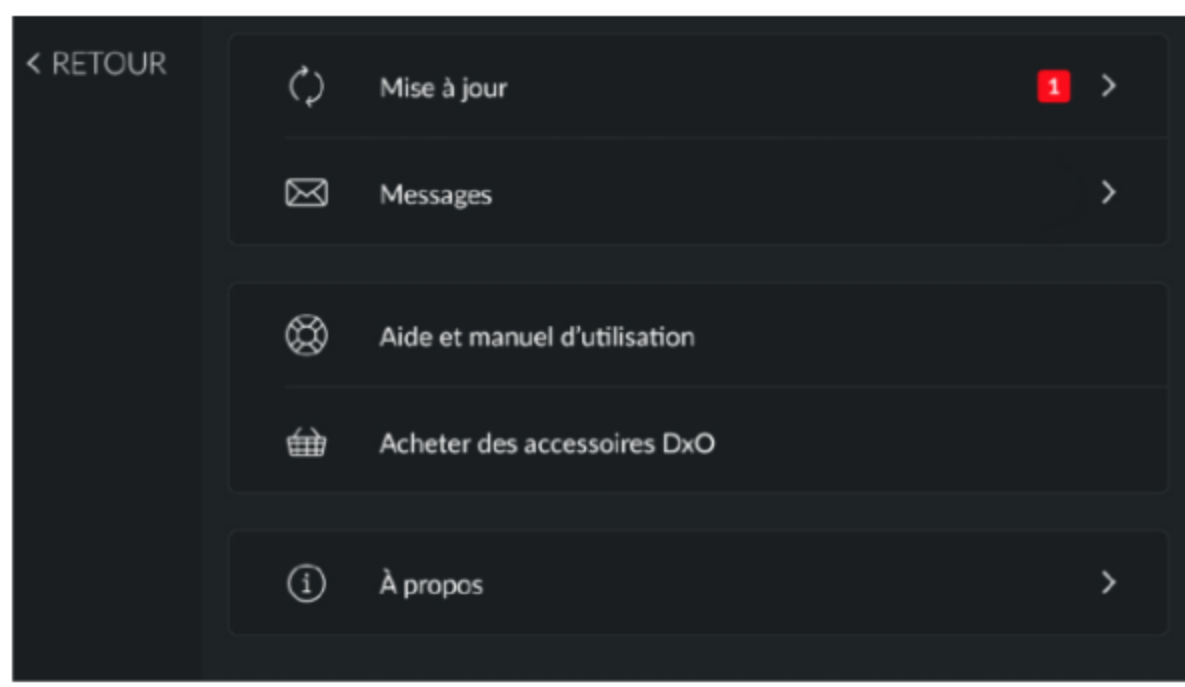 < RETOUR
Mise à jour
1
Messages
Aide et manuel d’utilisation
Acheter des accessoires DxO
À propos